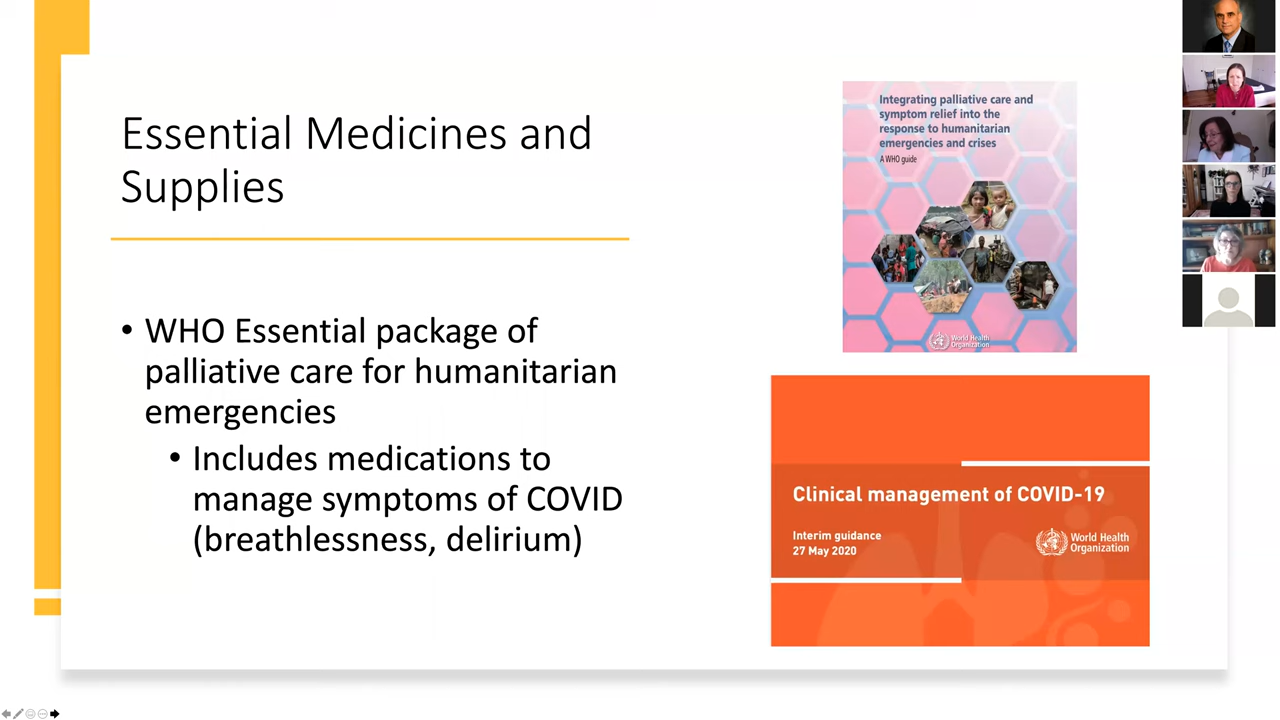 Essential Medicines and
Supplies
• WHO Essential package of
palliative care for humanitarian
emergencies
• Includes medications to
manage symptoms of COVID
(breathlessness, delirium)
Integrating palliative care and
symptom relief into the
response to humanitarian
emergencies and crises
A WHO guide
World Health
Organization
Clinical management of COVID-19
Interim guidance
27 May 2020
World Health
Organization